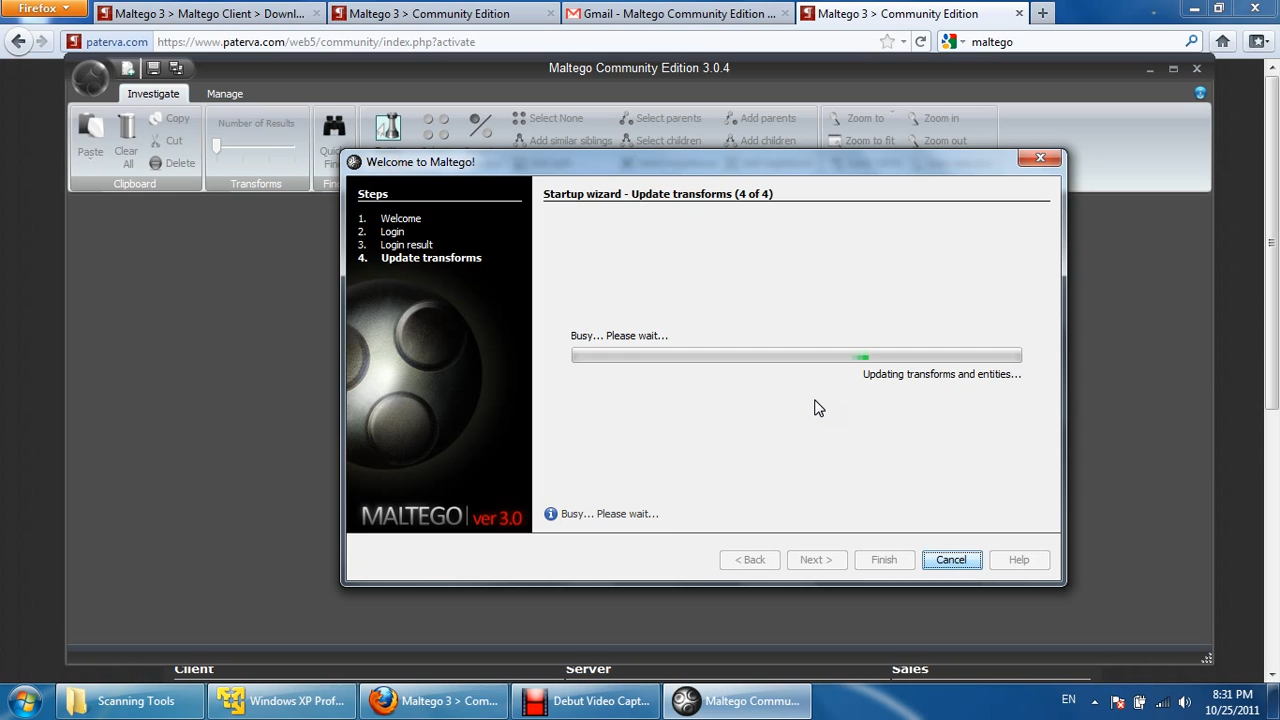 Firefox
Maltego 3 > Maltego Client > Downl...
Maltego 3 > Community Edition
Gmail - Maltego Community Edition ...
Maltego 3 > Community Edition
paterva.com
https://www.paterva.com/web5/community/index.php?activate
maltego
Maltego Community Edition 3.0.4
Investigate
Manage
Paste
Clear
All
Copy
Cut
Delete
Clipboard
Number of Results
Transforms
Select None
Add similar siblings
Select parents
Select children
Add parents
Add children
Zoom to
Zoom to fit
Zoom in
Zoom out
Welcome to Maltego!
Steps
1. Welcome
2. Login
3. Login result
4. Update transforms
MALTEGO ver 3.0
Startup wizard - Update transforms (4 of 4)
Busy... Please wait...
Updating transforms and entities...
Busy... Please wait...
< Back
Next >
Finish
Cancel
Help
Client
Server
Sales
Scanning Tools
Windows XP Prof...
Maltego 3 > Com...
Debut Video Capt...
Maltego Commu...
EN
8:31 PM
10/25/2011